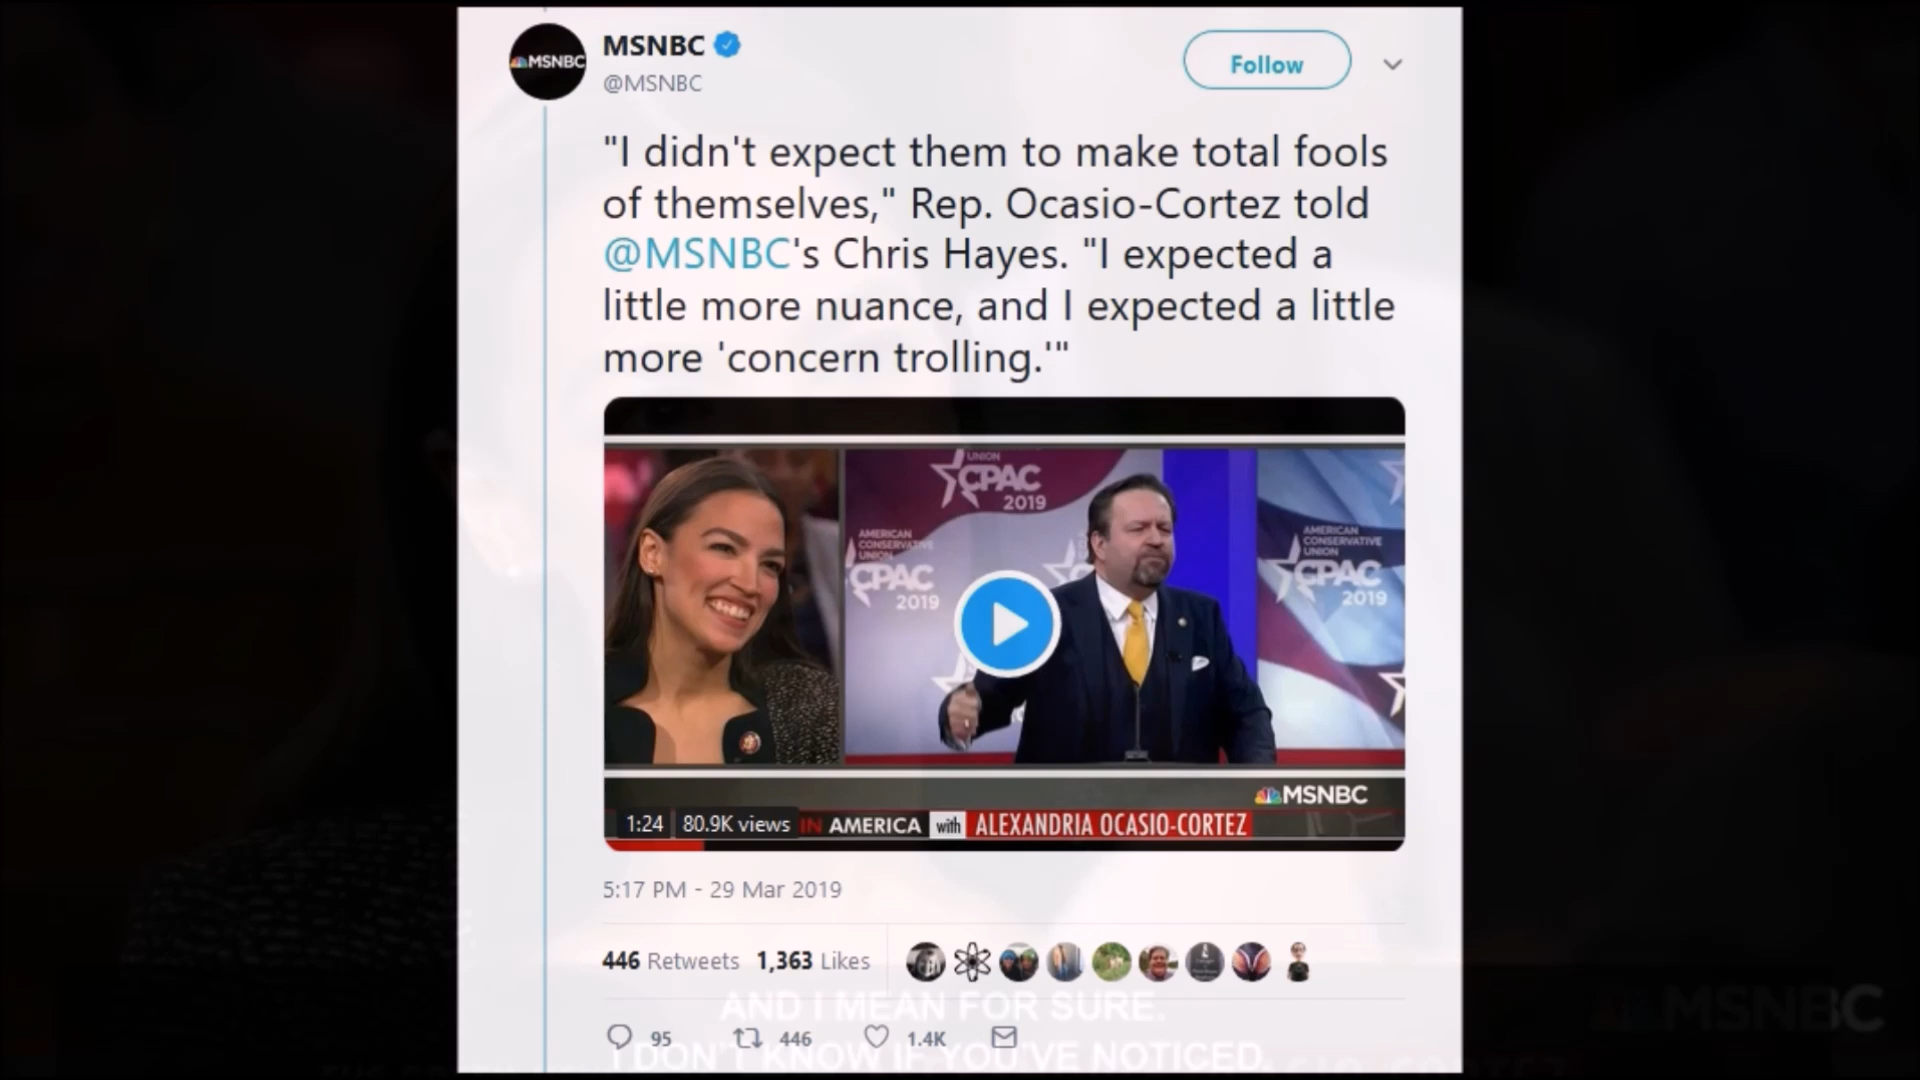 MSNBC
MSNBC
@MSNBC
Follow
"I didn't expect them to make total fools
of themselves," Rep. Ocasio-Cortez told
@MSNBC's Chris Hayes. "I expected a
little more nuance, and I expected a little
more 'concern trolling.'"
UNION
CPAC
2019
AMERICAN
CONSERVATIVE
UNION
CPAC
2019
AMERICAN
CONSERVATIVE
UNION
CPAC
2019
MSNBC
1:24 80.9K views IN AMERICA with ALEXANDRIA OCASIO-CORTEZ
5:17 PM - 29 Mar 2019
446 Retweets 1,363 Likes
AND I MEAN FOR SURE.
95 446 1.4K
I DON'T KNOW IF YOU'VE NOTICED.
MSNBC